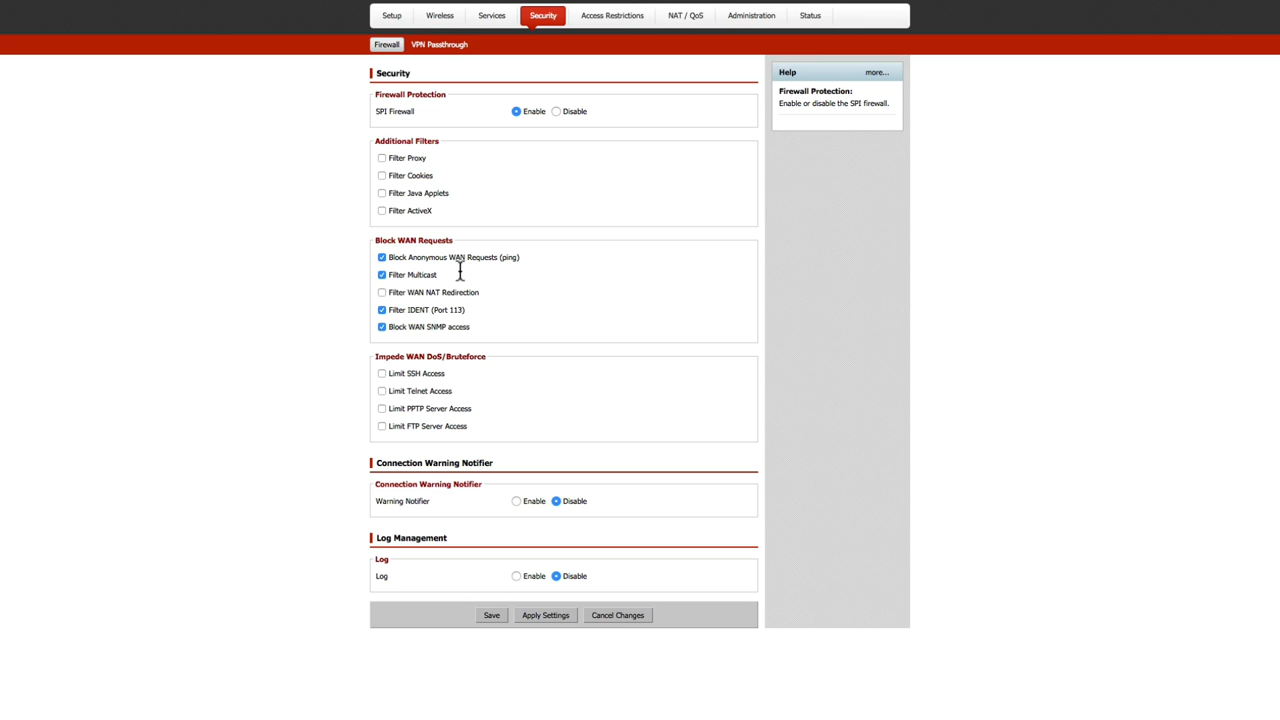 Setup Wireless Services Security Access Restrictions NAT / QoS Administration Status
Firewall VPN Passthrough
Security
Firewall Protection
SPI Firewall Enable Disable
Additional Filters
Filter Proxy
Filter Cookies
Filter Java Applets
Filter ActiveX
Block WAN Requests
Block Anonymous WAN Requests (ping)
Filter Multicast
Filter WAN NAT Redirection
Filter IDENT (Port 113)
Block WAN SNMP access
Impede WAN DoS/Bruteforce
Limit SSH Access
Limit Telnet Access
Limit PPTP Server Access
Limit FTP Server Access
Connection Warning Notifier
Connection Warning Notifier
Warning Notifier Enable Disable
Log Management
Log
Log Enable Disable
Save Apply Settings Cancel Changes
Help more...
Firewall Protection:
Enable or disable the SPI firewall.